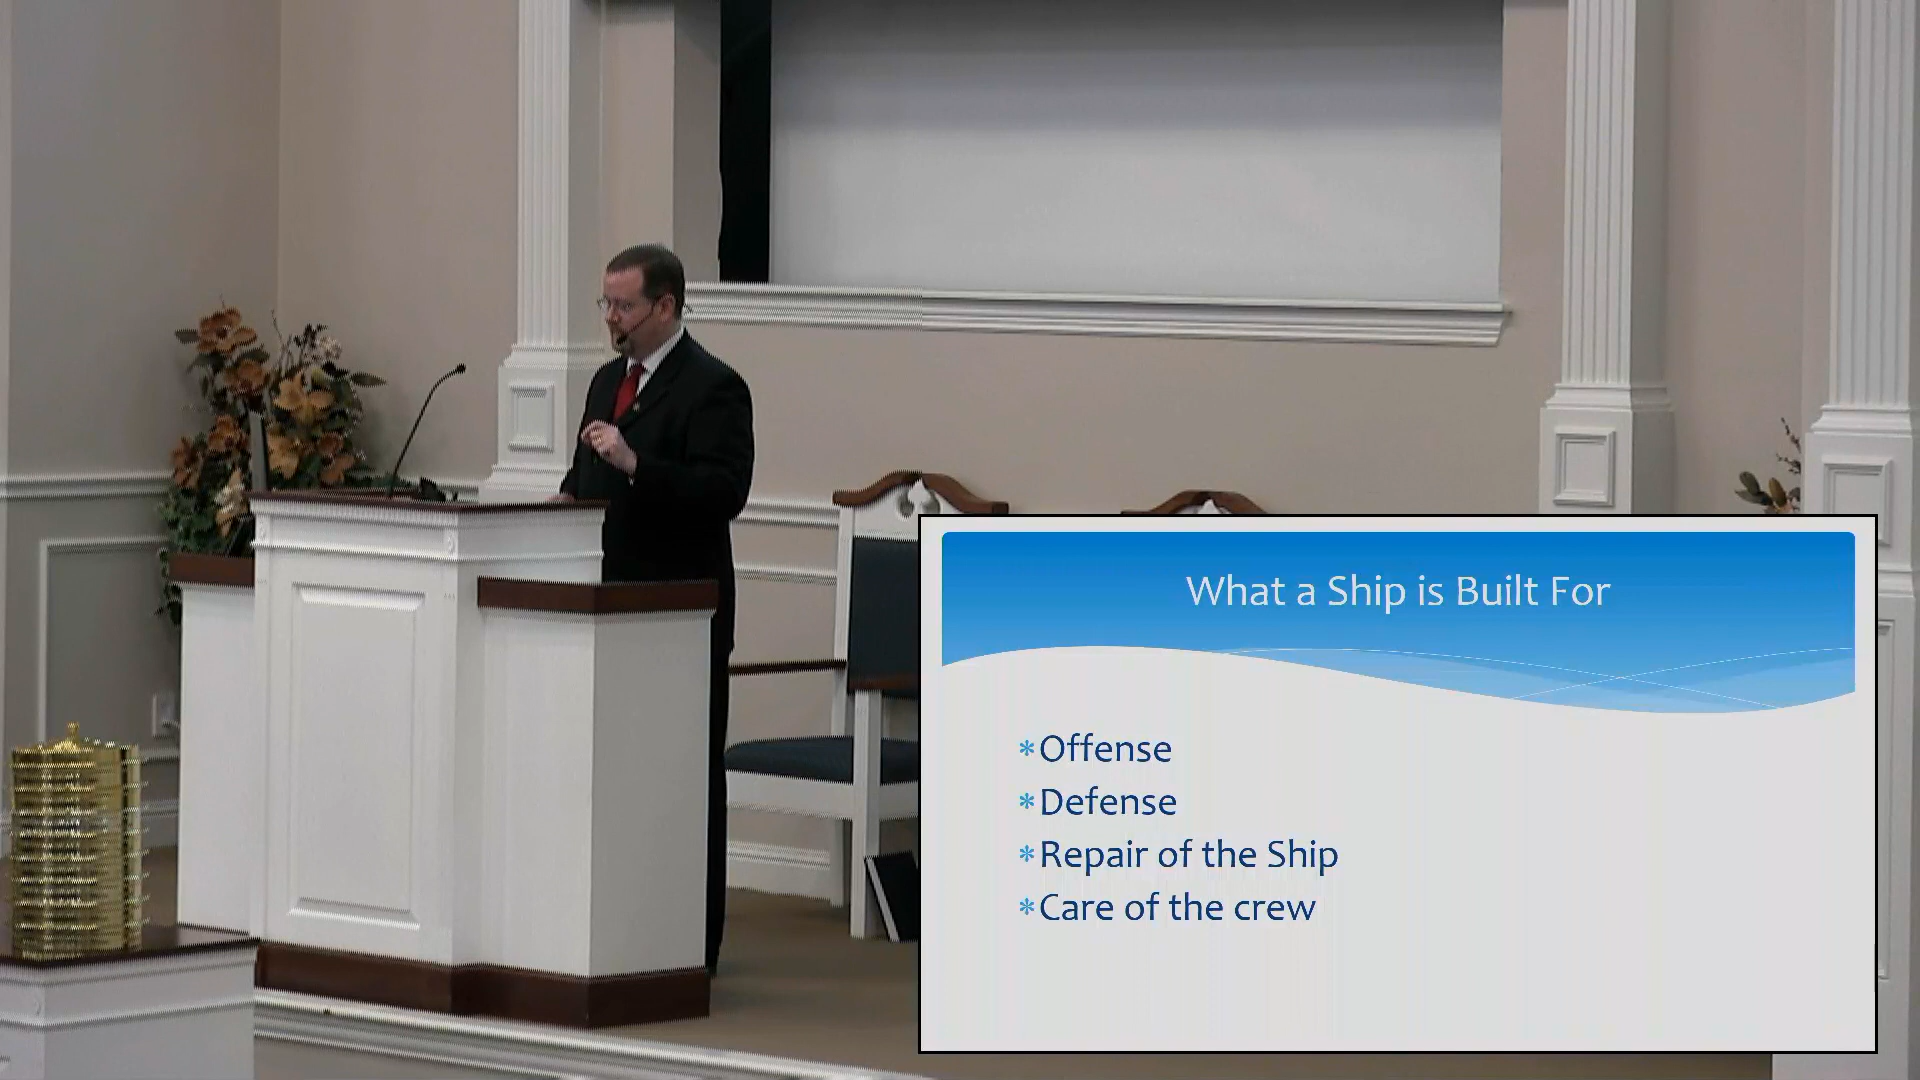 What a Ship is Built For
*Offense
*Defense
*Repair of the Ship
*Care of the crew